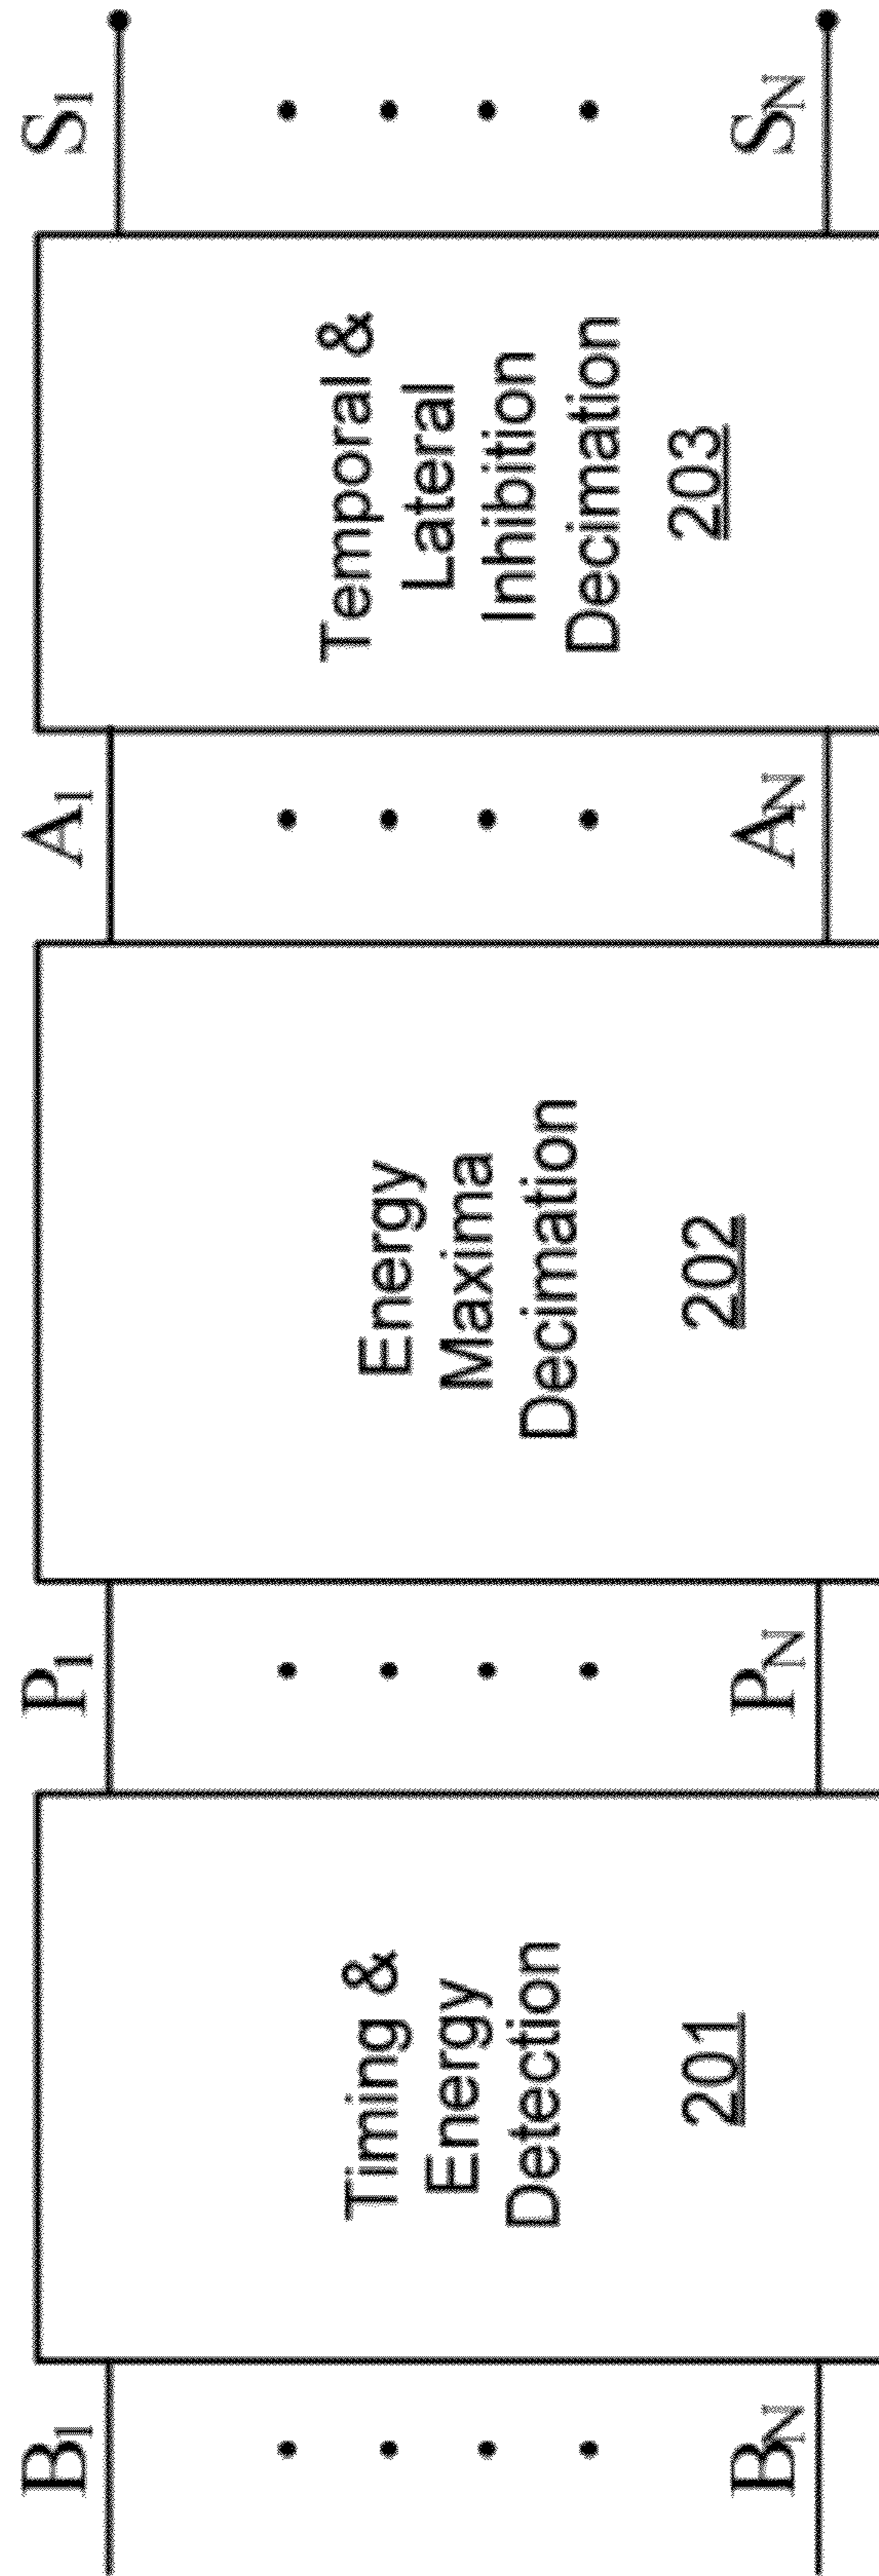 B1
BN
Timing &
Energy
Detection
201
P1
PN
Energy
Maxima
Decimation
202
A1
AN
Temporal &
Lateral
Inhibition
Decimation
203
S1
SN